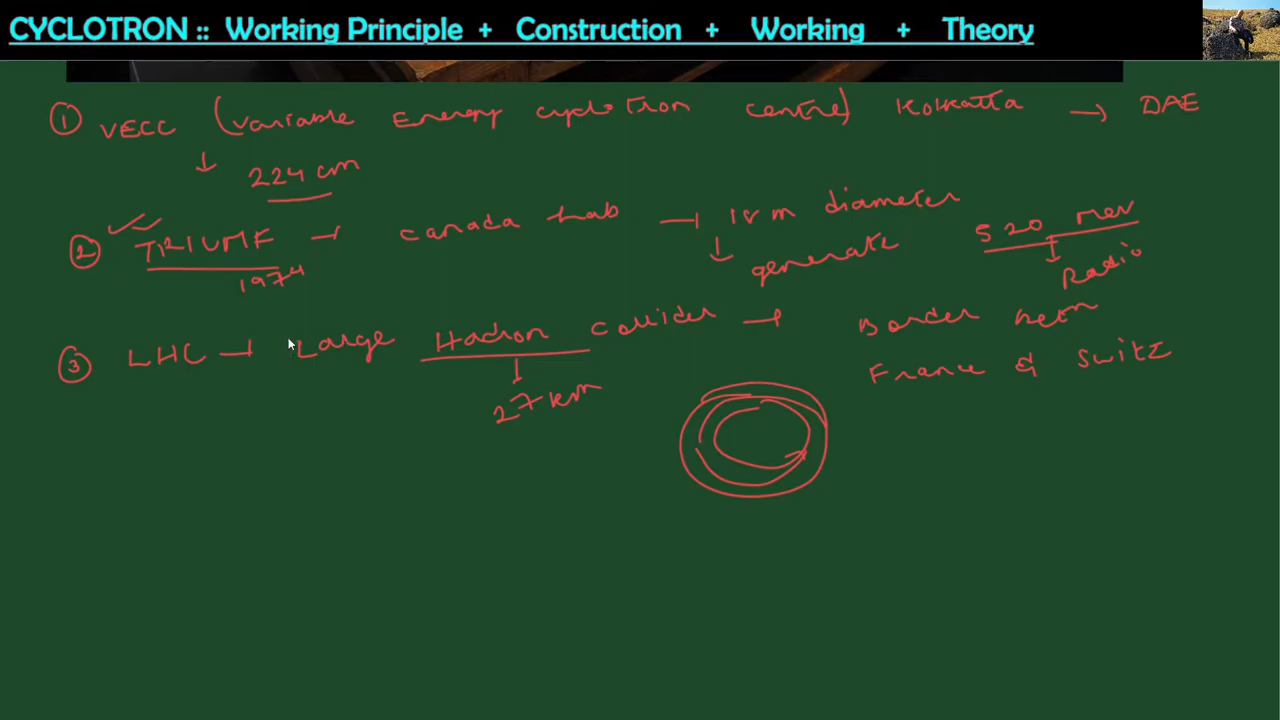 CYCLOTRON :: Working Principle + Construction + Working + Theory
① VECC (Variable Energy cyclotron centre) Kolkatta → DAE
↓ 224 cm
② TRIUMF → Canada Lab → 18 m diameter
1974
↓ generate
520 mev
↓ Radio
③ LHC → Large Hadron Collider →
↓
27 km
Border betn
France & Switz